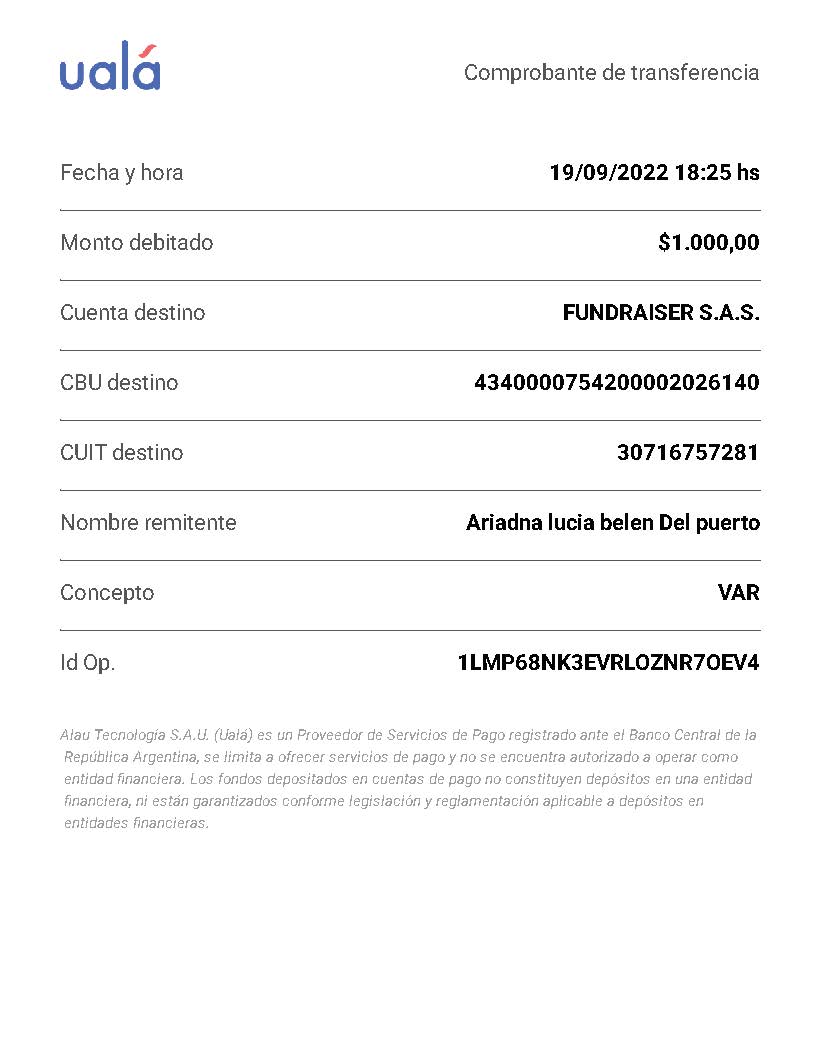 ualá
Comprobante de transferencia
Fecha y hora 19/09/2022 18:25 hs
Monto debitado $1.000,00
Cuenta destino FUNDRAISER S.A.S.
CBU destino 4340000754200002026140
CUIT destino 30716757281
Nombre remitente Ariadna lucia belen Del puerto
Concepto VAR
Id Op. 1LMP68NK3EVRLOZNR7OEV4
Alau Tecnología S.A.U. (Ualá) es un Proveedor de Servicios de Pago registrado ante el Banco Central de la
República Argentina, se limita a ofrecer servicios de pago y no se encuentra autorizado a operar como
entidad financiera. Los fondos depositados en cuentas de pago no constituyen depósitos en una entidad
financiera, ni están garantizados conforme legislación y reglamentación aplicable a depósitos en
entidades financieras.